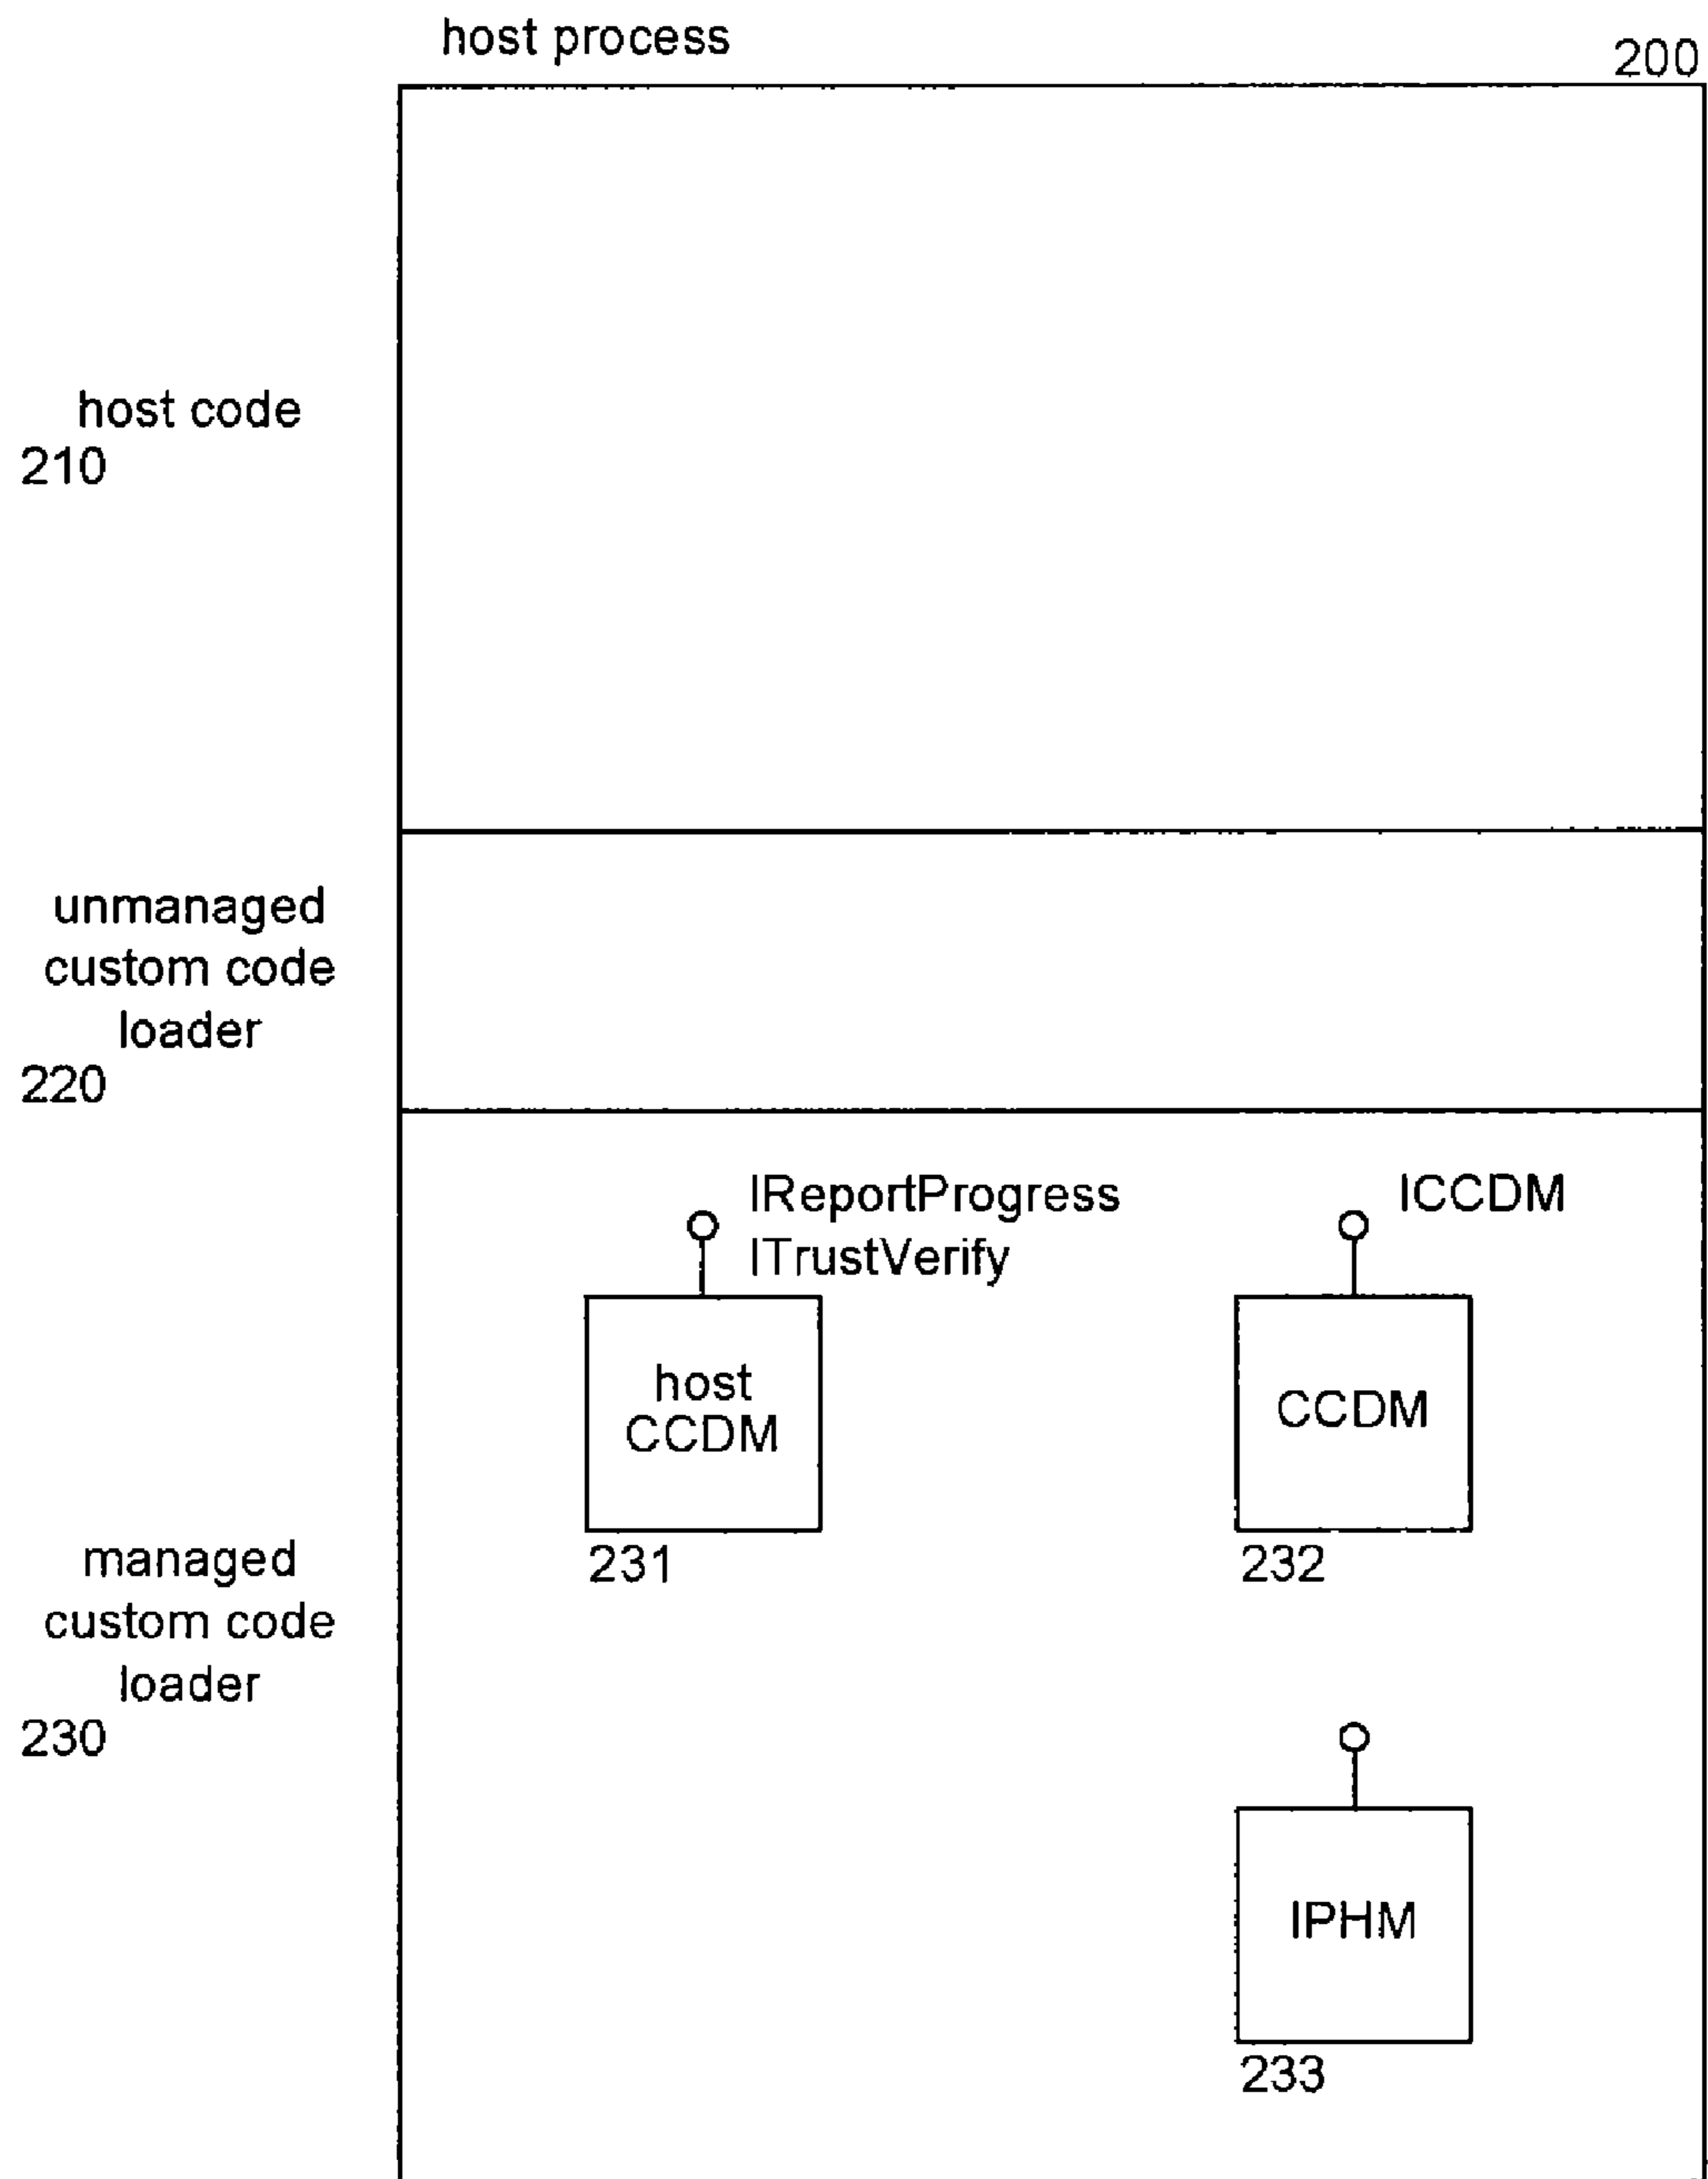 host process
200
host code
210
unmanaged
custom code
loader
220
IReportProgress
ITrustVerify
ICCDM
host
CCDM
231
CCDM
232
managed
custom code
loader
230
IPHM
233